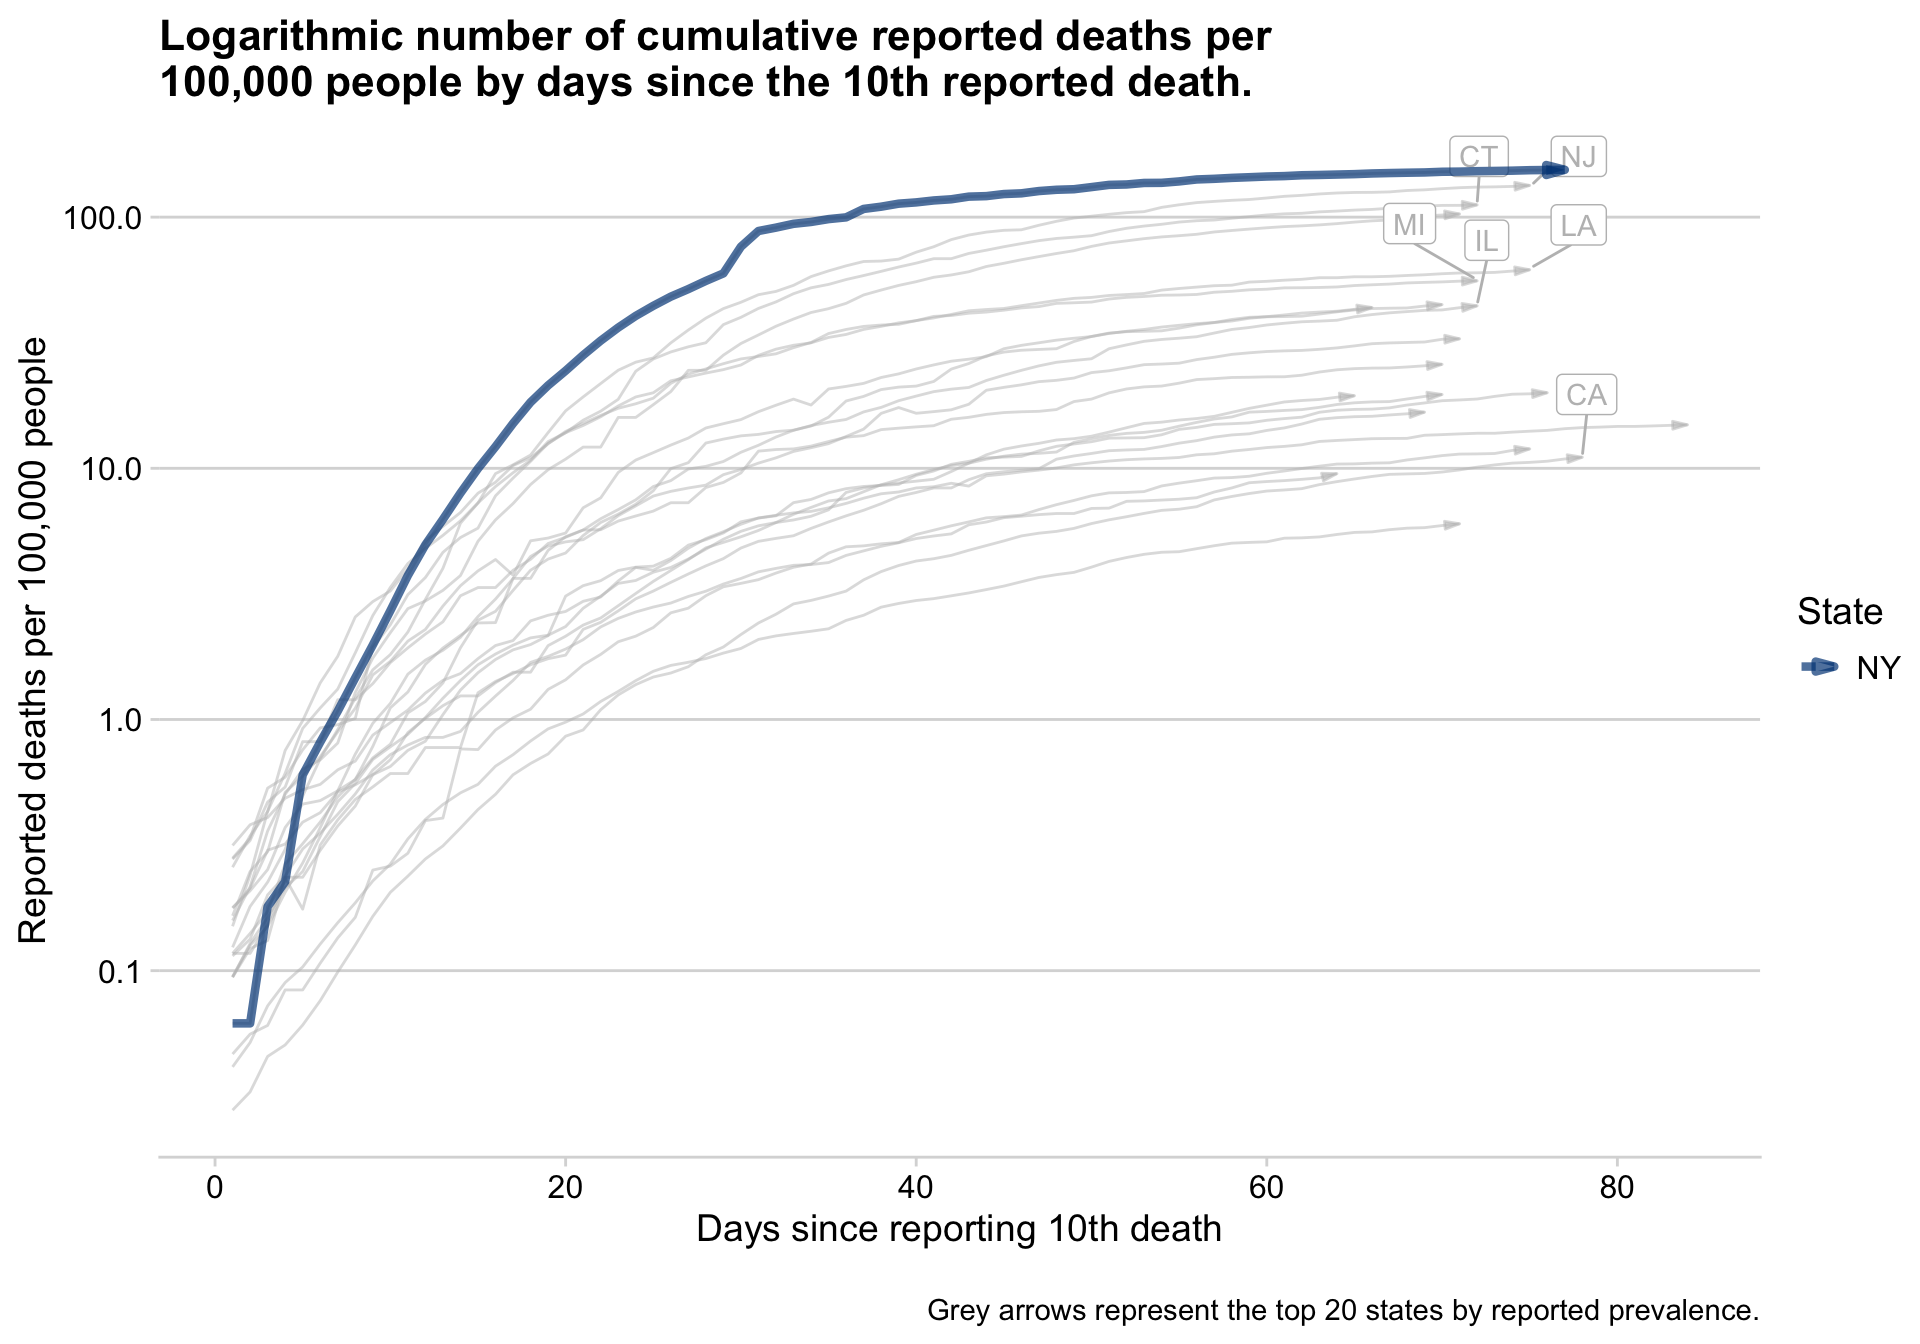 Logarithmic number of cumulative reported deaths per
100,000 people by days since the 10th reported death.
Reported deaths per 100,000 people
100.0
10.0
1.0
0.1
CT
NJ
MI
IL
LA
CA
State
NY
0 20 40 60 80
Days since reporting 10th death
Grey arrows represent the top 20 states by reported prevalence.